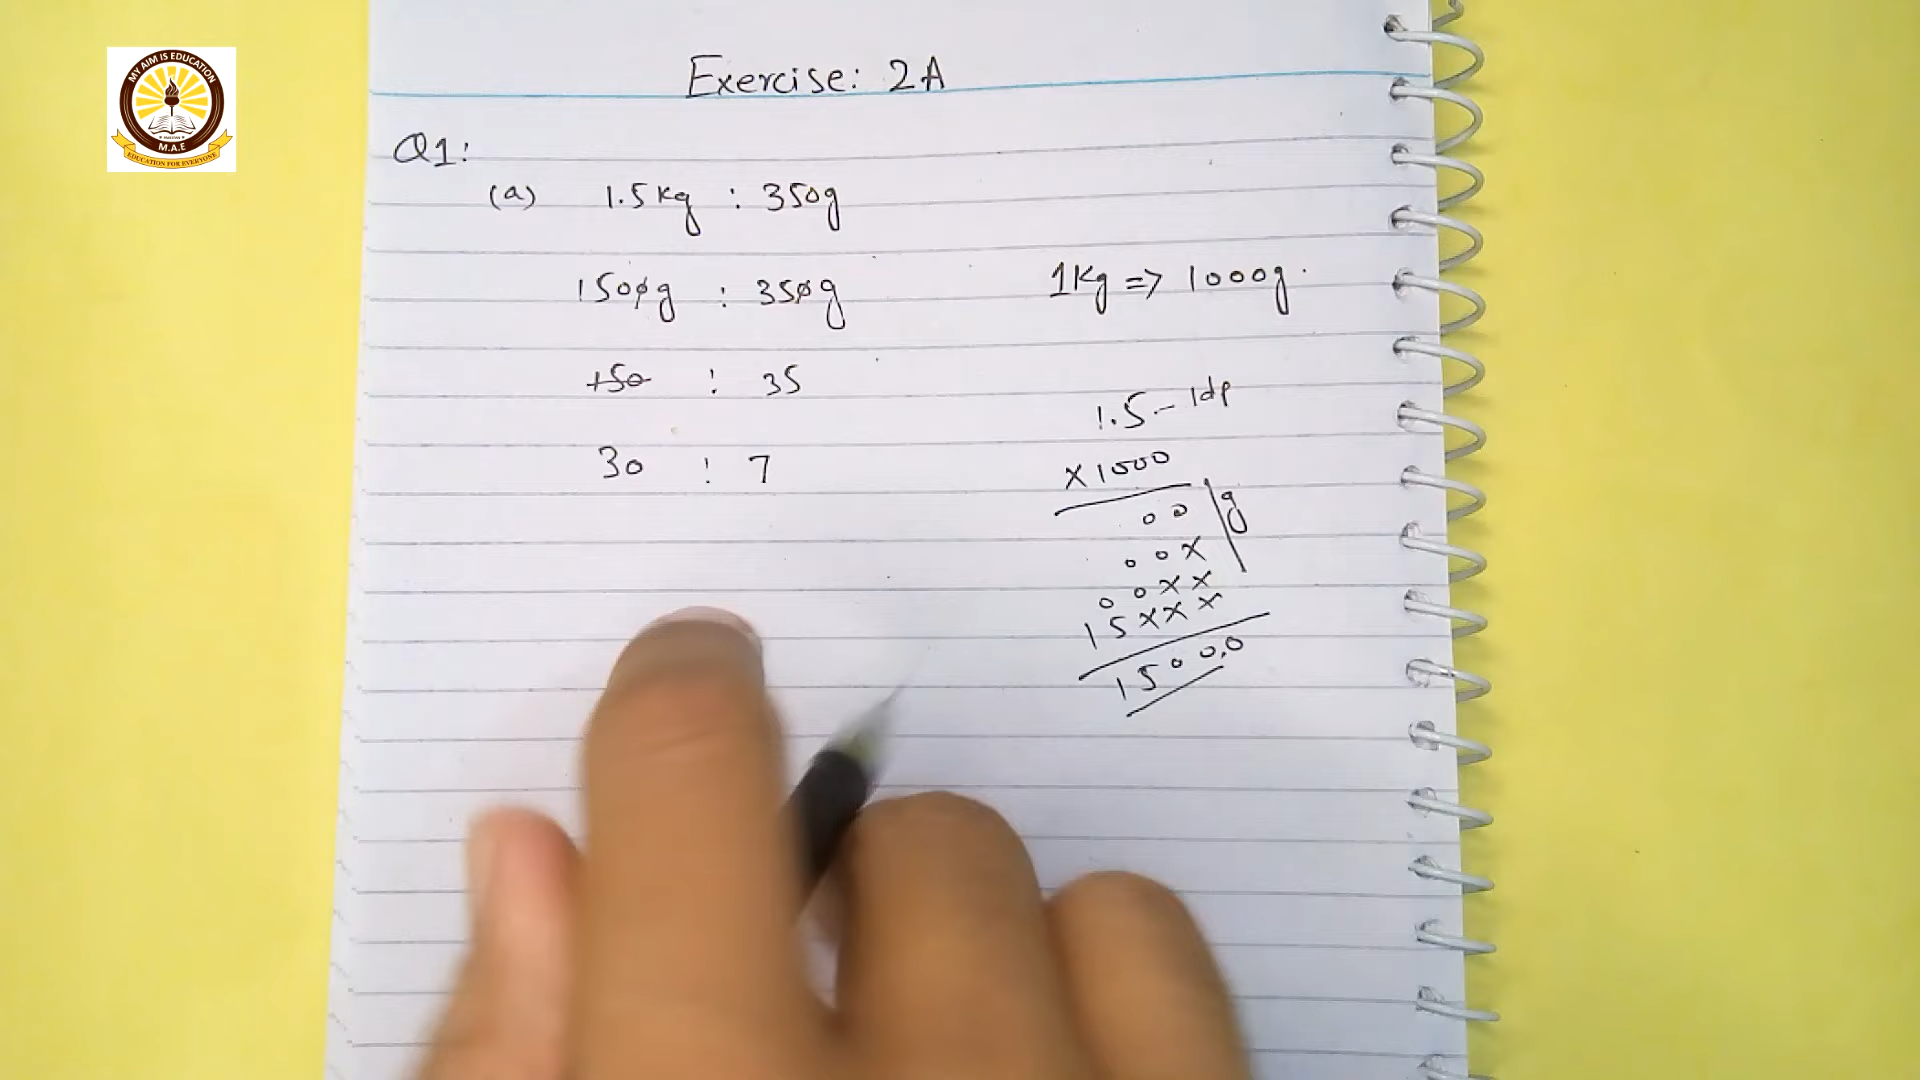 MY AIM IS EDUCATION
M.A.E
EDUCATION FOR EVERYONE
Exercise: 2A
Q1:
(a) 1.5kg : 350g
1500g : 350g
1kg => 1000g.
150 : 35
1.5 - 1dp
30 : 7
x1000
00
g
00x
00xx
15xxx
1500.0